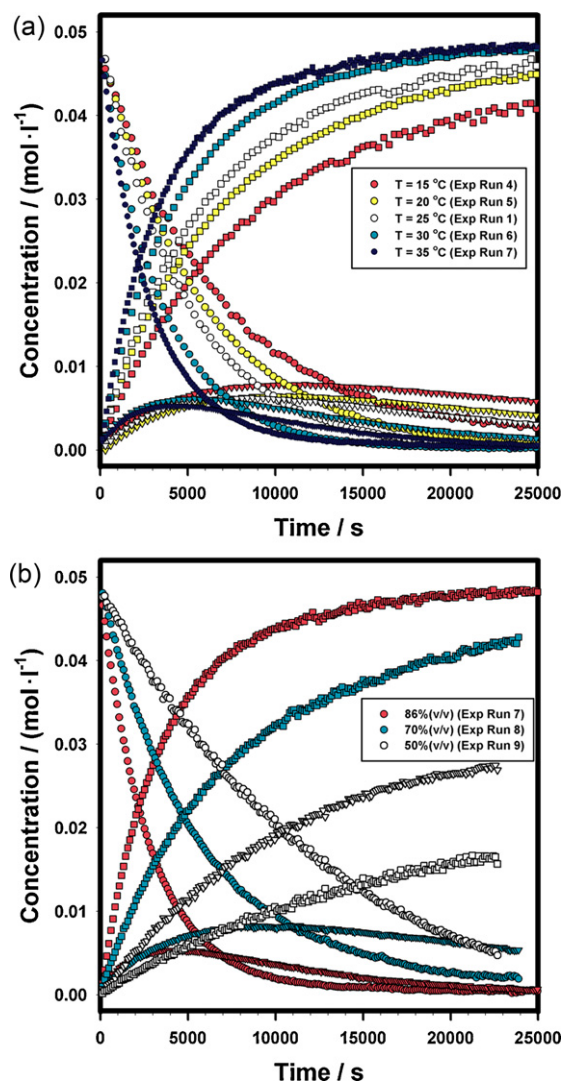 (a)
0.05
0.04
0.03
0.02
0.01
0.00
Concentration / (mol·l⁻¹)
T = 15 °C (Exp Run 4)
T = 20 °C (Exp Run 5)
T = 25 °C (Exp Run 1)
T = 30 °C (Exp Run 6)
T = 35 °C (Exp Run 7)
0 5000 10000 15000 20000 25000
Time / s
(b)
0.05
0.04
0.03
0.02
0.01
0.00
Concentration / (mol·l⁻¹)
86%(v/v) (Exp Run 7)
70%(v/v) (Exp Run 8)
50%(v/v) (Exp Run 9)
0 5000 10000 15000 20000 25000
Time / s